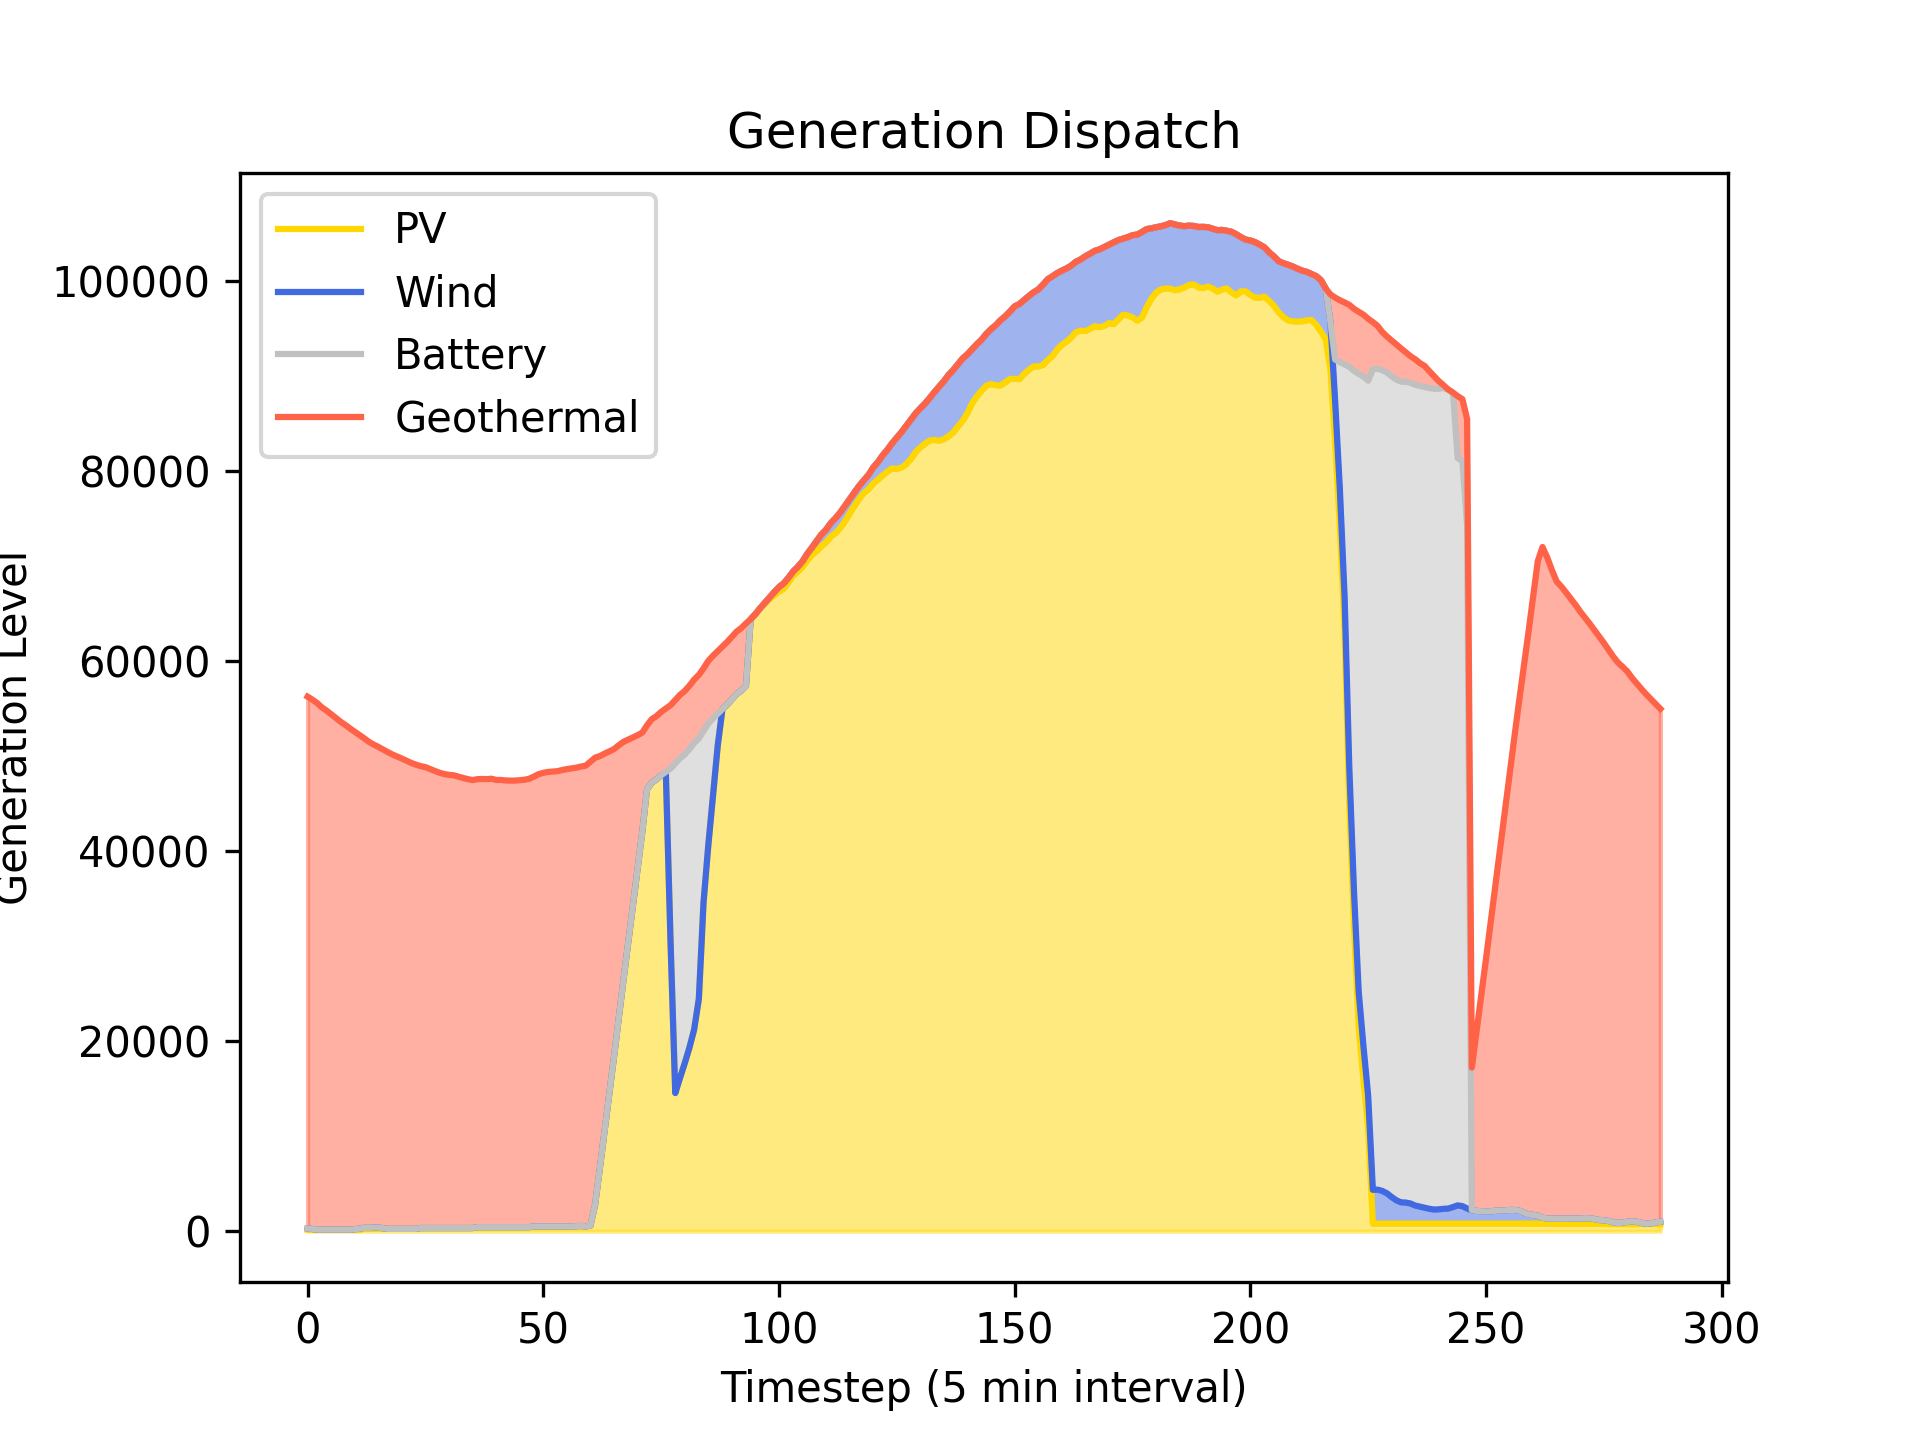 Generation Dispatch
PV
Wind
Battery
Geothermal
100000
80000
60000
40000
20000
0
Generation Level
0 50 100 150 200 250 300
Timestep (5 min interval)